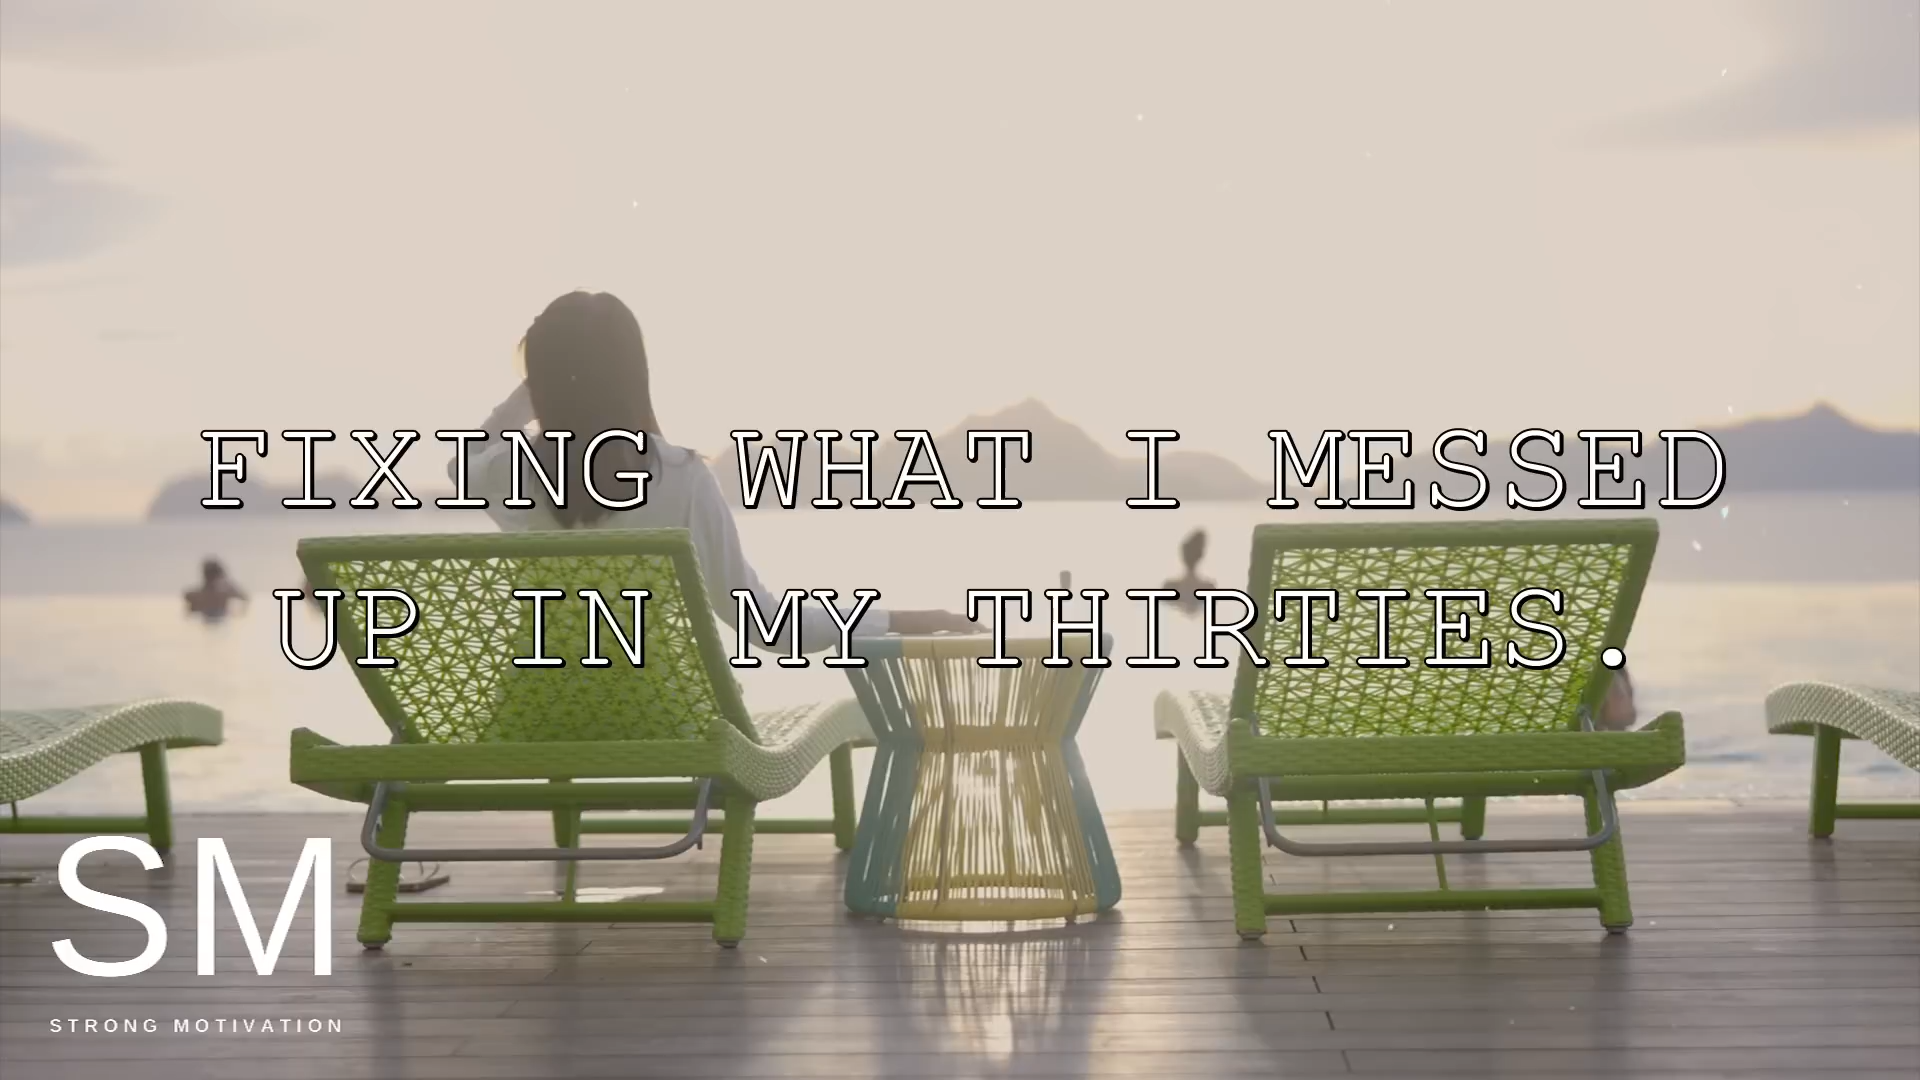 FIXING WHAT I MESSED
UP IN MY THIRTIES.
SM
STRONG MOTIVATION